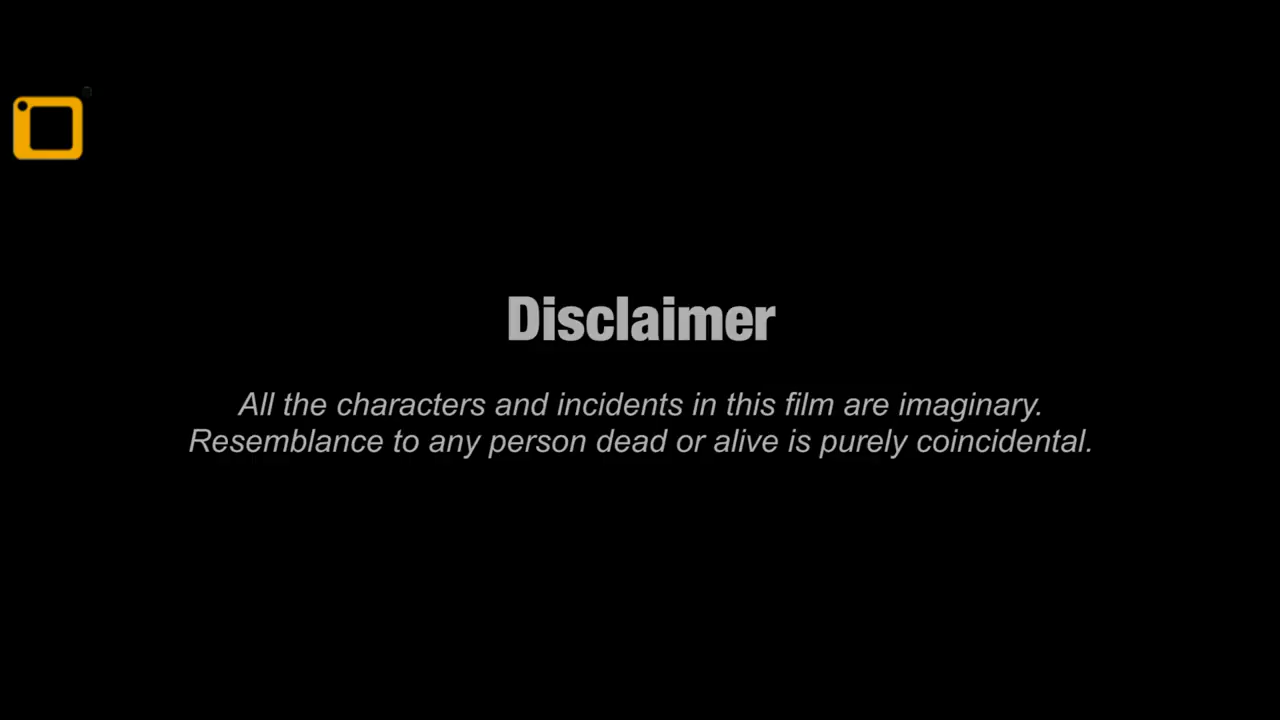 Disclaimer
All the characters and incidents in this film are imaginary.
Resemblance to any person dead or alive is purely coincidental.